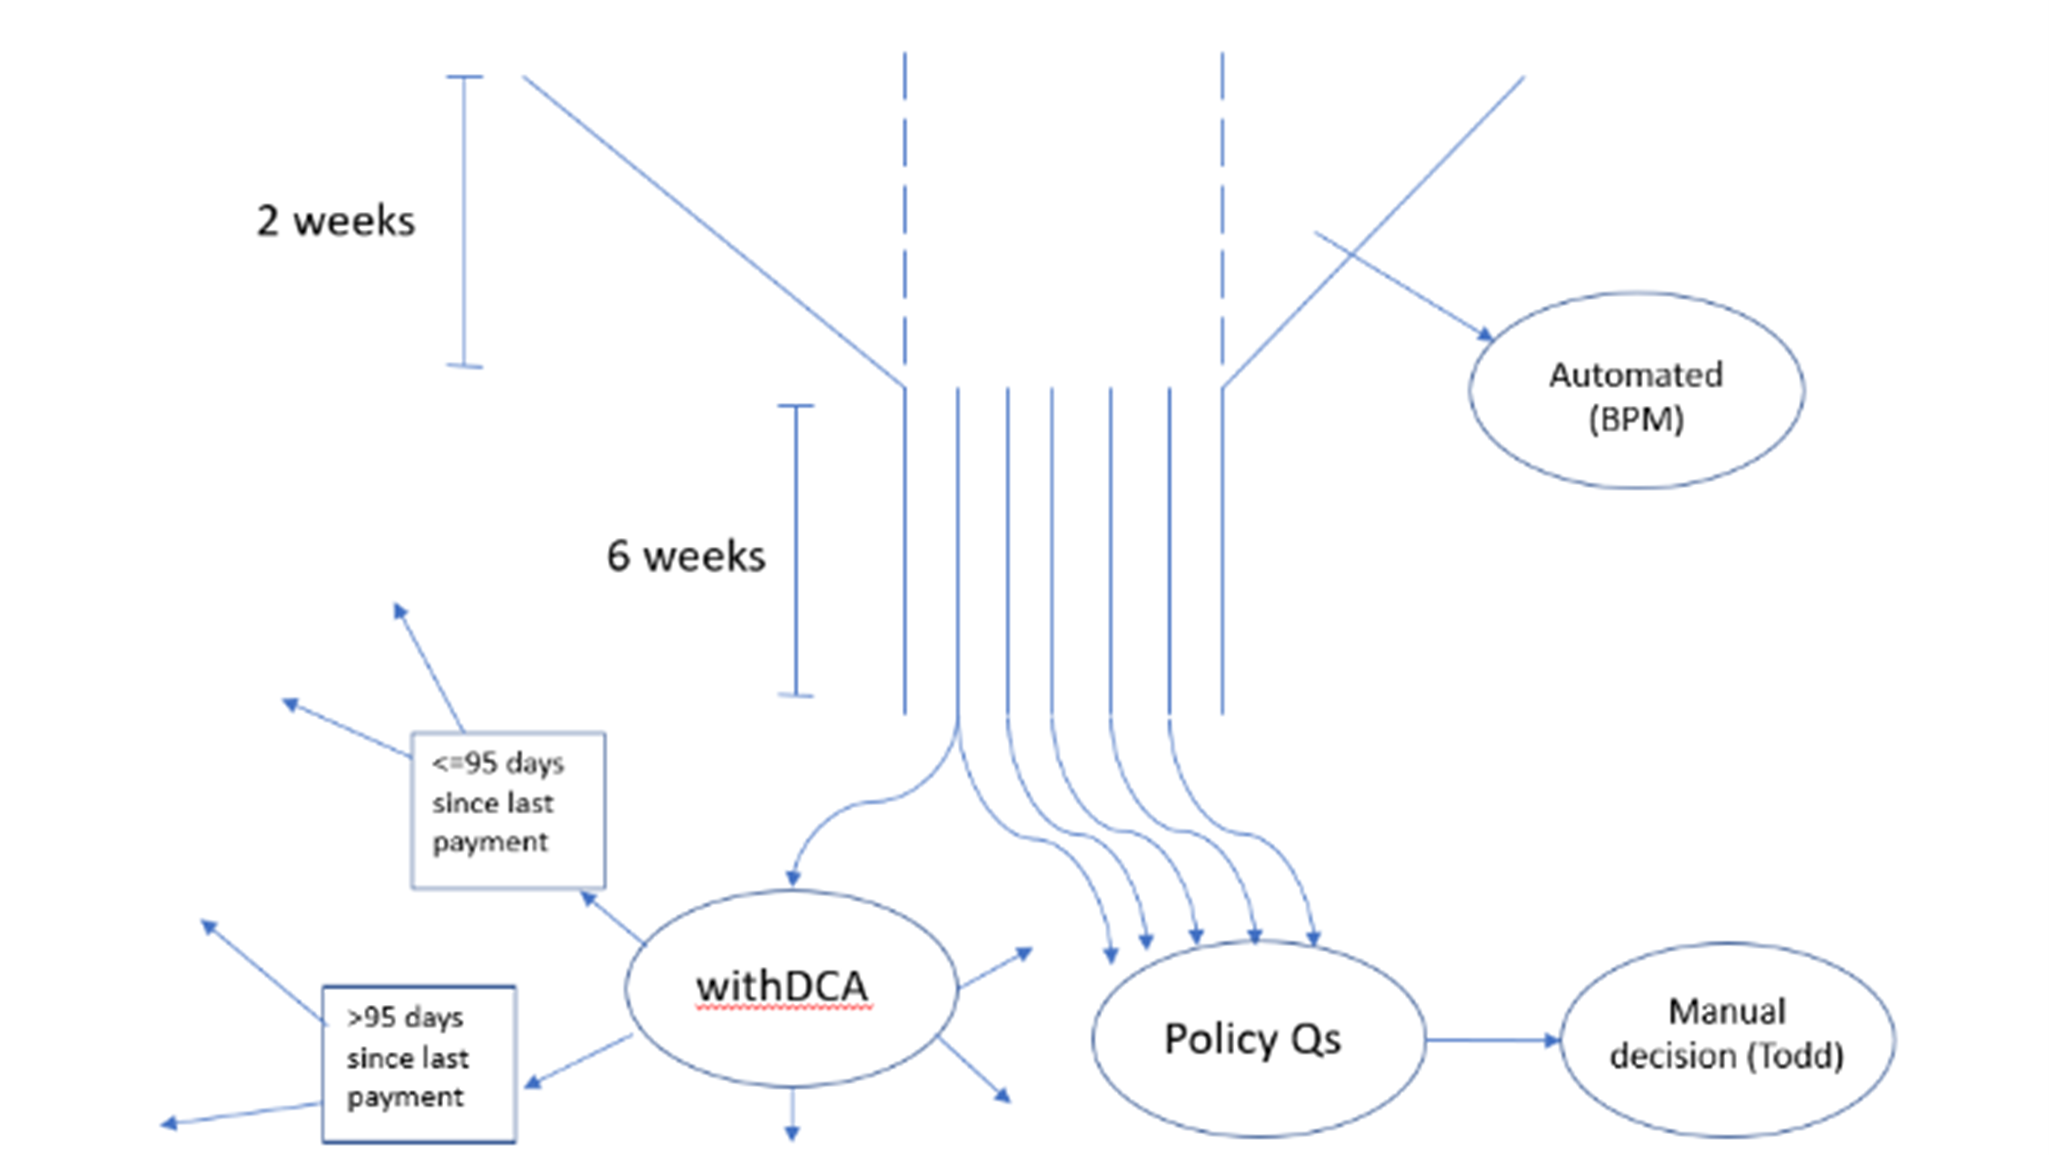 2 weeks
Automated
(BPM)
6 weeks
<=95 days
since last
payment
>95 days
since last
payment
withDCA
Policy Qs
Manual
decision (Todd)